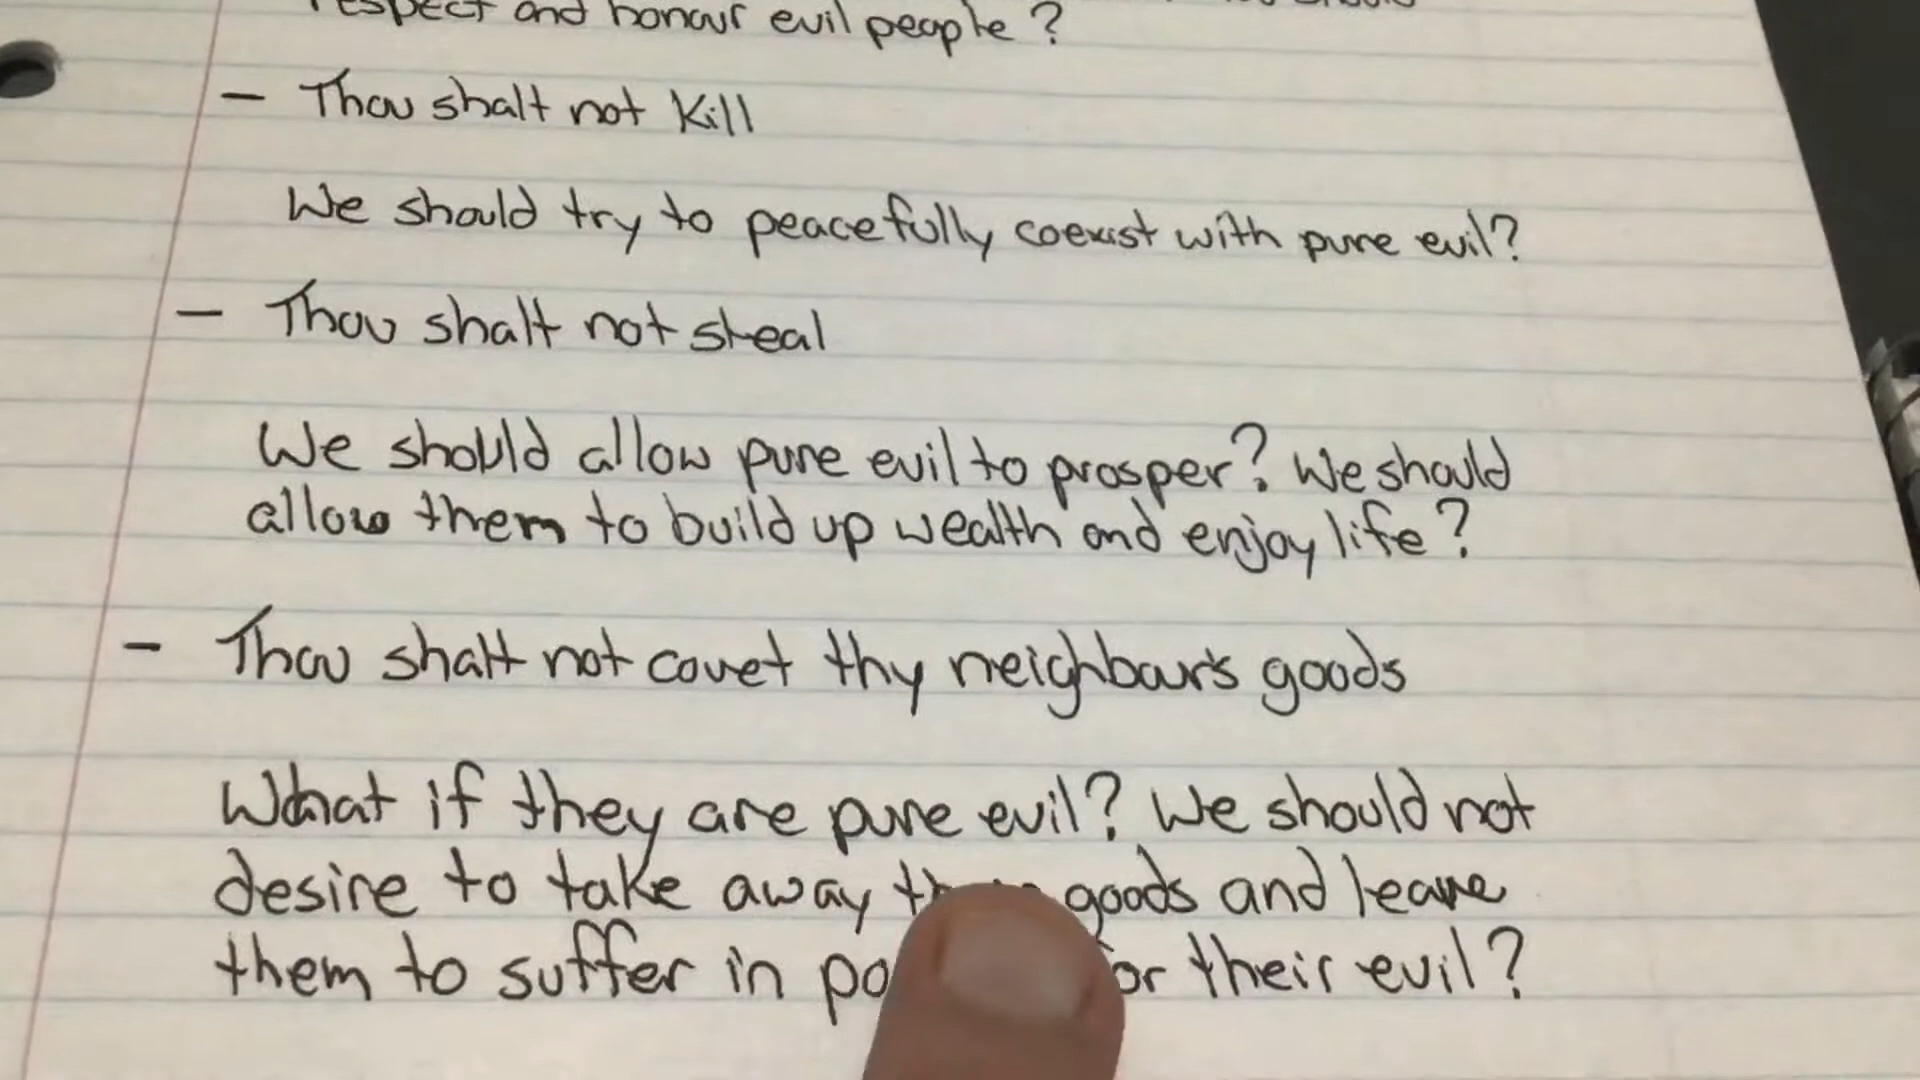 respect and honour evil people?
- Thou shalt not kill
We should try to peacefully coexist with pure evil?
- Thou shalt not steal
We should allow pure evil to prosper? We should
allow them to build up wealth and enjoy life?
- Thou shalt not covet thy neighbour's goods
What if they are pure evil? We should not
desire to take away goods and leave
them to suffer in their evil?